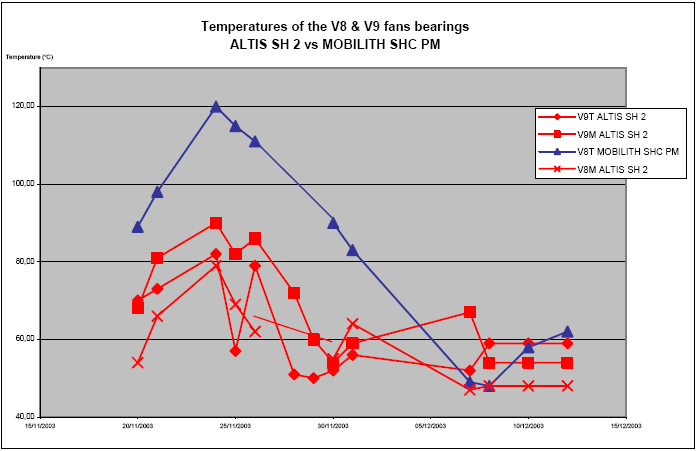 Temperatures of the V8 & V9 fans bearings
ALTIS SH 2 vs MOBILITH SHC PM
Temperature (°C)
120,00
100,00
80,00
60,00
40,00
V9T ALTIS SH 2
V9M ALTIS SH 2
V8T MOBILITH SHC PM
V8M ALTIS SH 2
15/11/2003 20/11/2003 25/11/2003 30/11/2003 05/12/2003 10/12/2003 15/12/2003